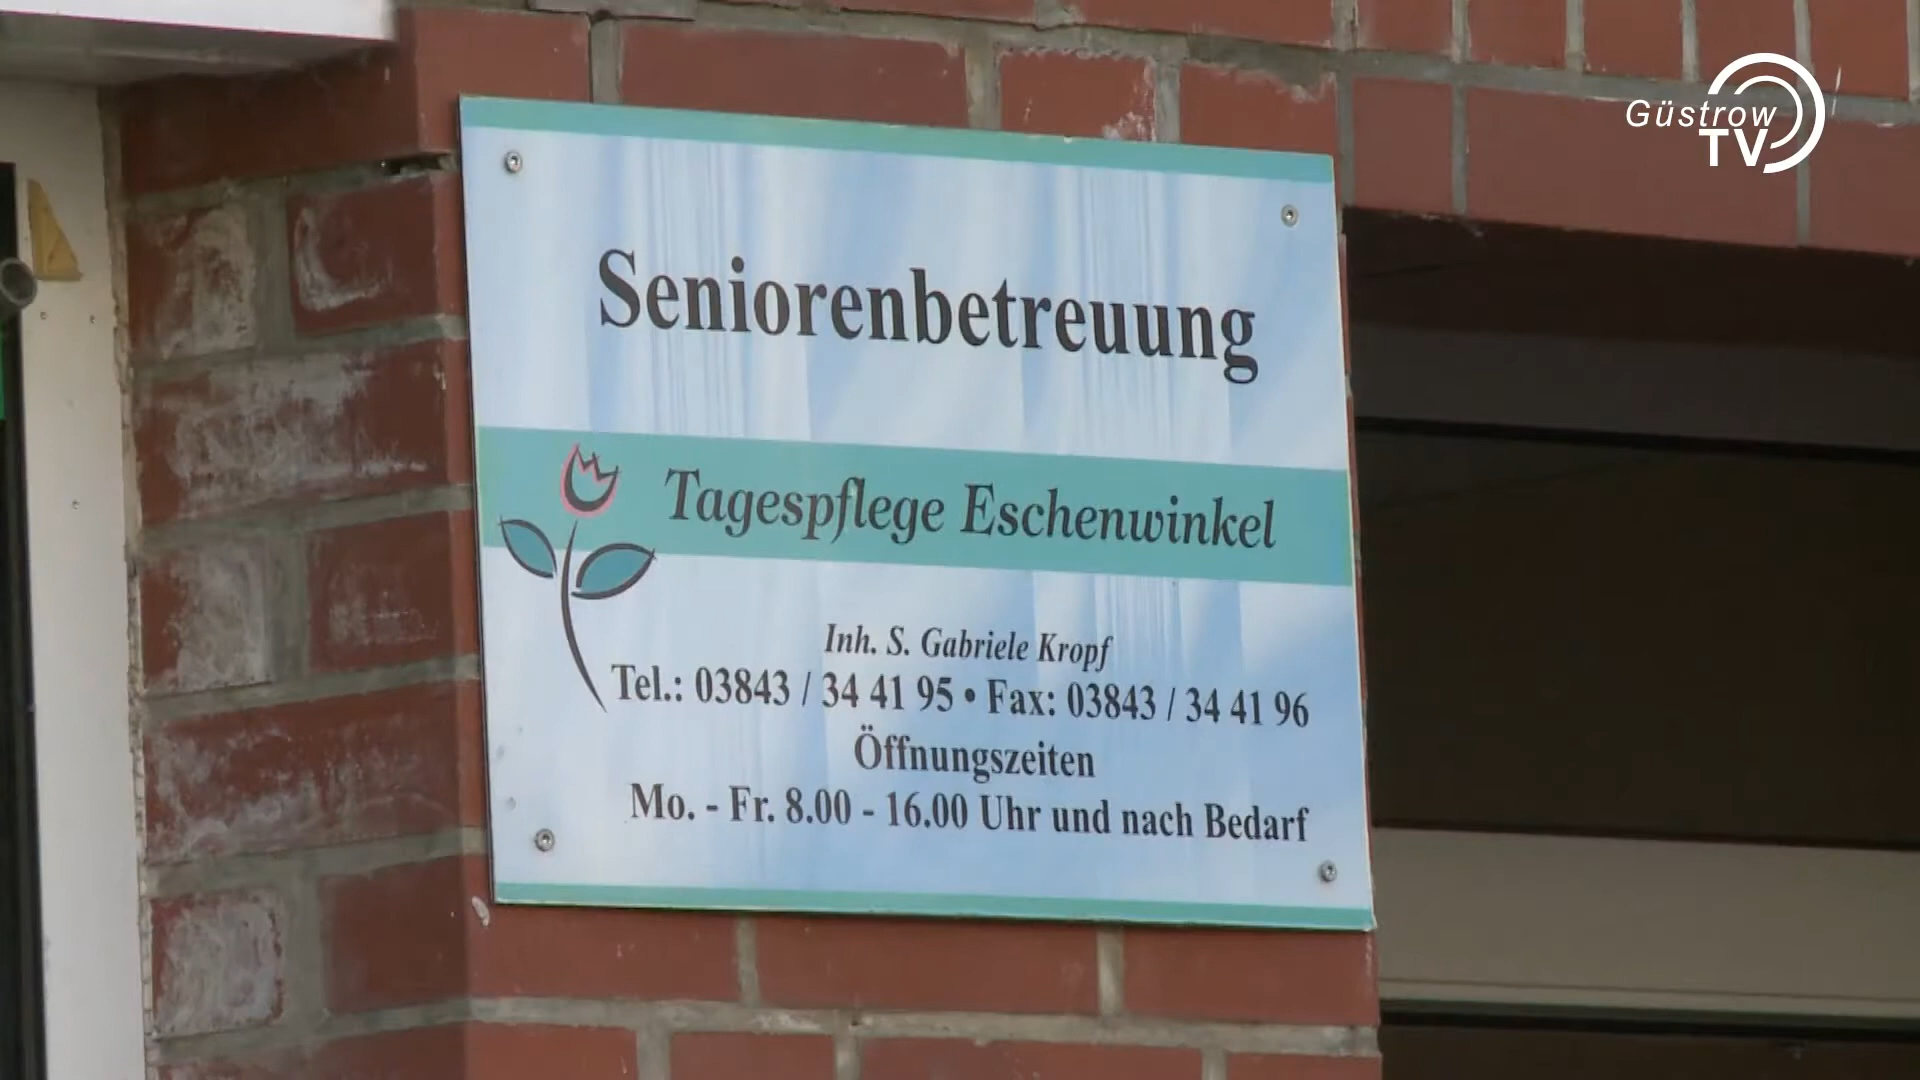 Güstrow
TV
Seniorenbetreuung
Tagespflege Eschenwinkel
Inh. S. Gabriele Kropf
Tel.: 03843 / 34 41 95 • Fax: 03843 / 34 41 96
Öffnungszeiten
Mo. - Fr. 8.00 - 16.00 Uhr und nach Bedarf